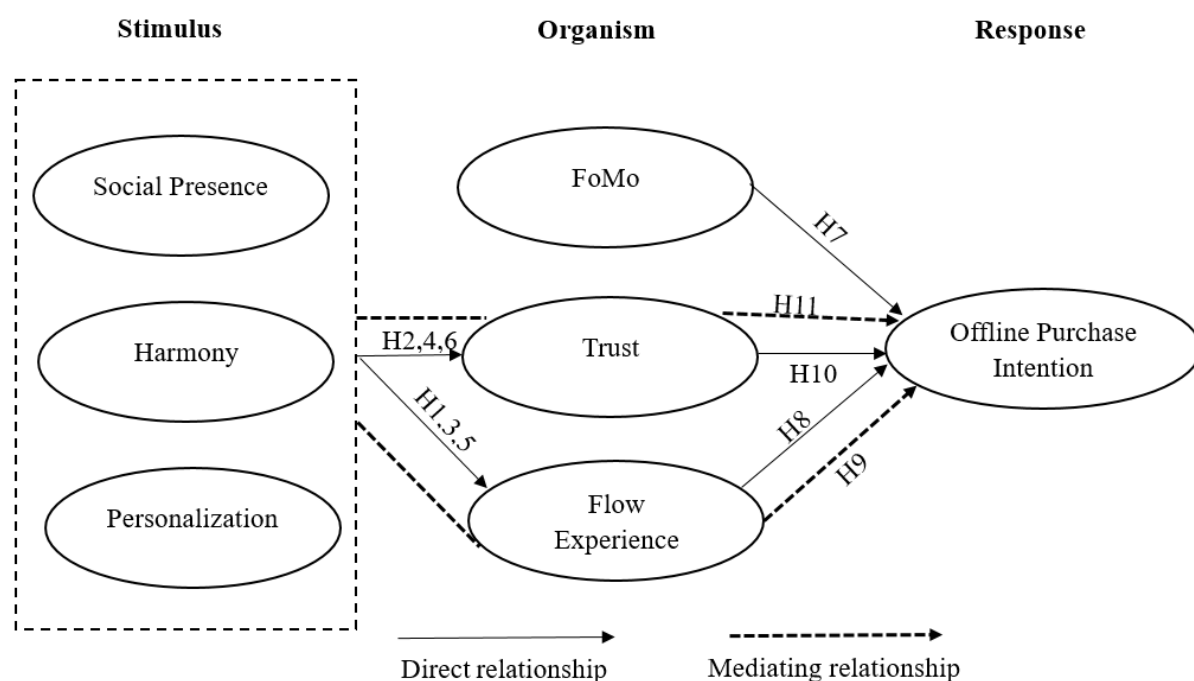 Stimulus
Organism
Response
Social Presence
FoMo
H7
Harmony
H2,4,6
Trust
H11
H10
Offline Purchase
Intention
H1,3,5
H8
H9
Personalization
Flow
Experience
Direct relationship
Mediating relationship